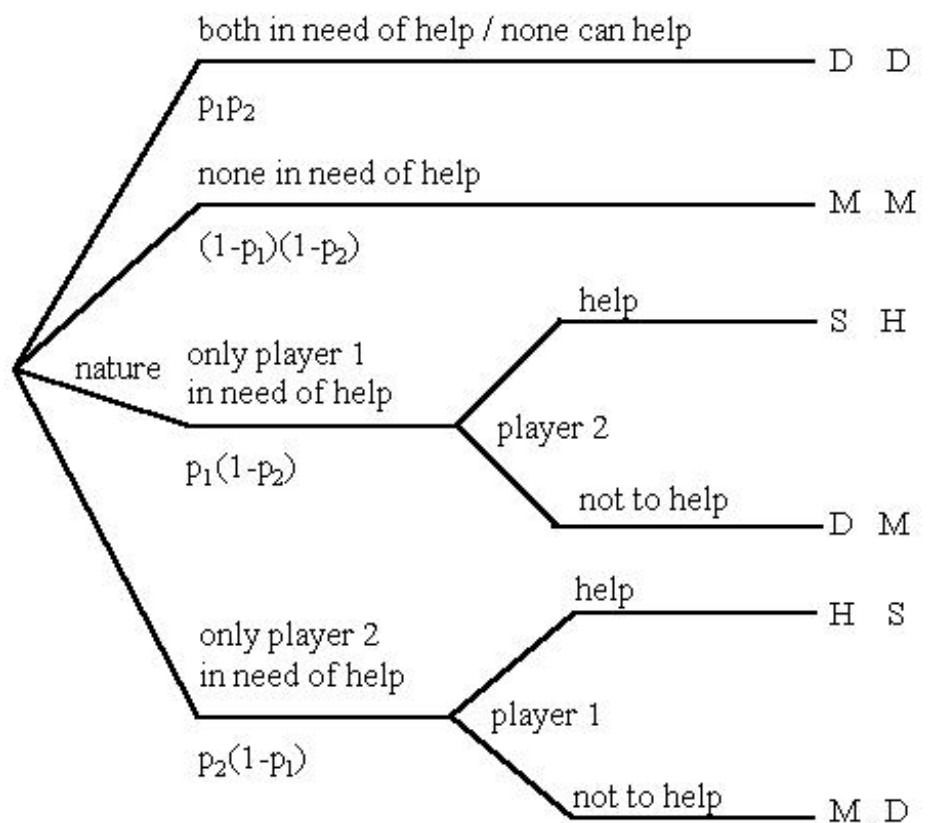 both in need of help / none can help
D D
p₁p₂
none in need of help
M M
(1-p₁)(1-p₂)
help
S H
nature
only player 1
in need of help
player 2
p₁(1-p₂)
not to help
D M
help
H S
only player 2
in need of help
player 1
p₂(1-p₁)
not to help
M D